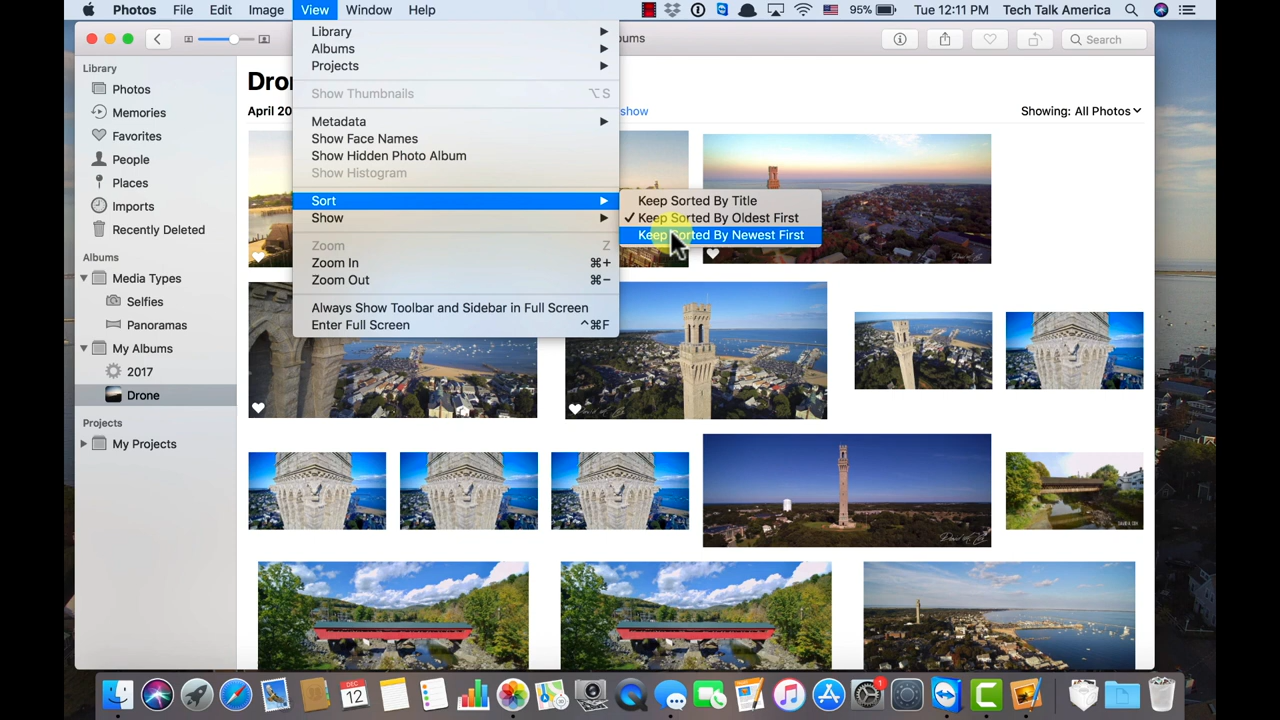 Photos File Edit Image View Window Help 95% Tue 12:11 PM Tech Talk America
ums
Search
Library
Photos
Memories
Favorites
People
Places
Imports
Recently Deleted
Albums
Media Types
Selfies
Panoramas
My Albums
2017
Drone
Projects
My Projects
Dron
April 20
show
Showing: All Photos
Library
Albums
Projects
Show Thumbnails ⌥S
Metadata
Show Face Names
Show Hidden Photo Album
Show Histogram
Sort
Show
Zoom Z
Zoom In ⌘+
Zoom Out ⌘−
Always Show Toolbar and Sidebar in Full Screen
Enter Full Screen ^⌘F
Keep Sorted By Title
✓ Keep Sorted By Oldest First
Keep Sorted By Newest First
DEC
12
1